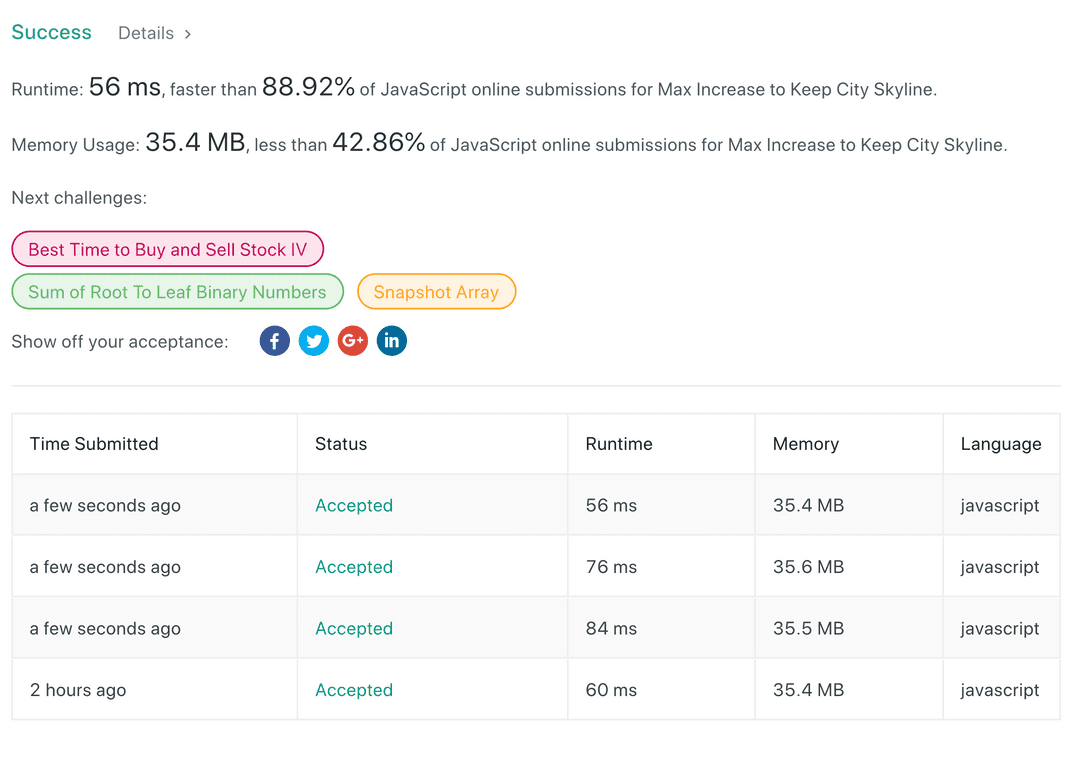 Success Details >
Runtime: 56 ms, faster than 88.92% of JavaScript online submissions for Max Increase to Keep City Skyline.
Memory Usage: 35.4 MB, less than 42.86% of JavaScript online submissions for Max Increase to Keep City Skyline.
Next challenges:
Best Time to Buy and Sell Stock IV
Sum of Root To Leaf Binary Numbers Snapshot Array
Show off your acceptance: f G+ in
Time Submitted Status Runtime Memory Language
a few seconds ago Accepted 56 ms 35.4 MB javascript
a few seconds ago Accepted 76 ms 35.6 MB javascript
a few seconds ago Accepted 84 ms 35.5 MB javascript
2 hours ago Accepted 60 ms 35.4 MB javascript